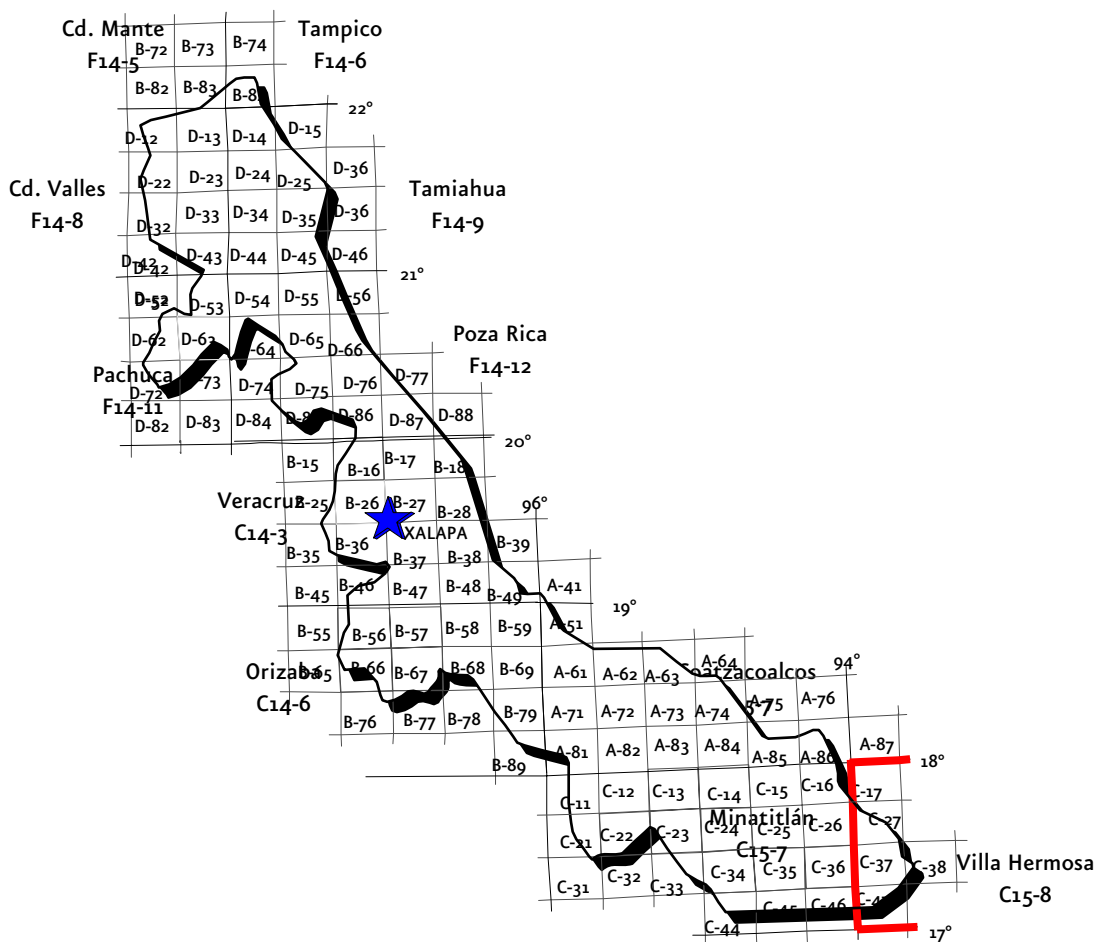 Cd. Mante
F14-5
Tampico
F14-6
B-72 B-73 B-74
B-82 B-83
22°
D-12 D-13 D-14 D-15
Cd. Valles
F14-8
D-22 D-23 D-24 D-25 D-36
Tamiahua
F14-9
D-32 D-33 D-34 D-35 D-36
D-42 D-42 D-43 D-44 D-45 D-46
21°
D-52 D-53 D-54 D-55
D-62 D-63 D-65 D-66
Poza Rica
F14-12
Pachuca
F14-11
D-72 D-74 D-75 D-76 D-77
D-82 D-83 D-84 D-86 D-87 D-88
20°
B-15 B-16 B-17 B-18
Veracruz
C14-3
B-25 B-26 B-27 B-28
96°
XALAPA
B-35 B-36 B-37 B-38 B-39
B-45 B-46 B-47 B-48 B-49 A-41
19°
B-55 B-56 B-57 B-58 B-59 A-51
Orizaba
C14-6
B-65 B-66 B-67 B-68 B-69 A-61 A-62 A-63 A-64
94°
Coatzacoalcos
B-76 B-77 B-78 B-79 A-71 A-72 A-73 A-74 A-75 A-76
B-89 A-81 A-82 A-83 A-84 A-85 A-86 A-87
18°
C-11 C-12 C-13 C-14 C-15 C-16 C-17
Minatitlán
C15-7
C-21 C-22 C-23 C-24 C-25 C-26 C-27
C-31 C-32 C-33 C-34 C-35 C-36 C-37 C-38
Villa Hermosa
C15-8
C-44 C-45 C-46
17°